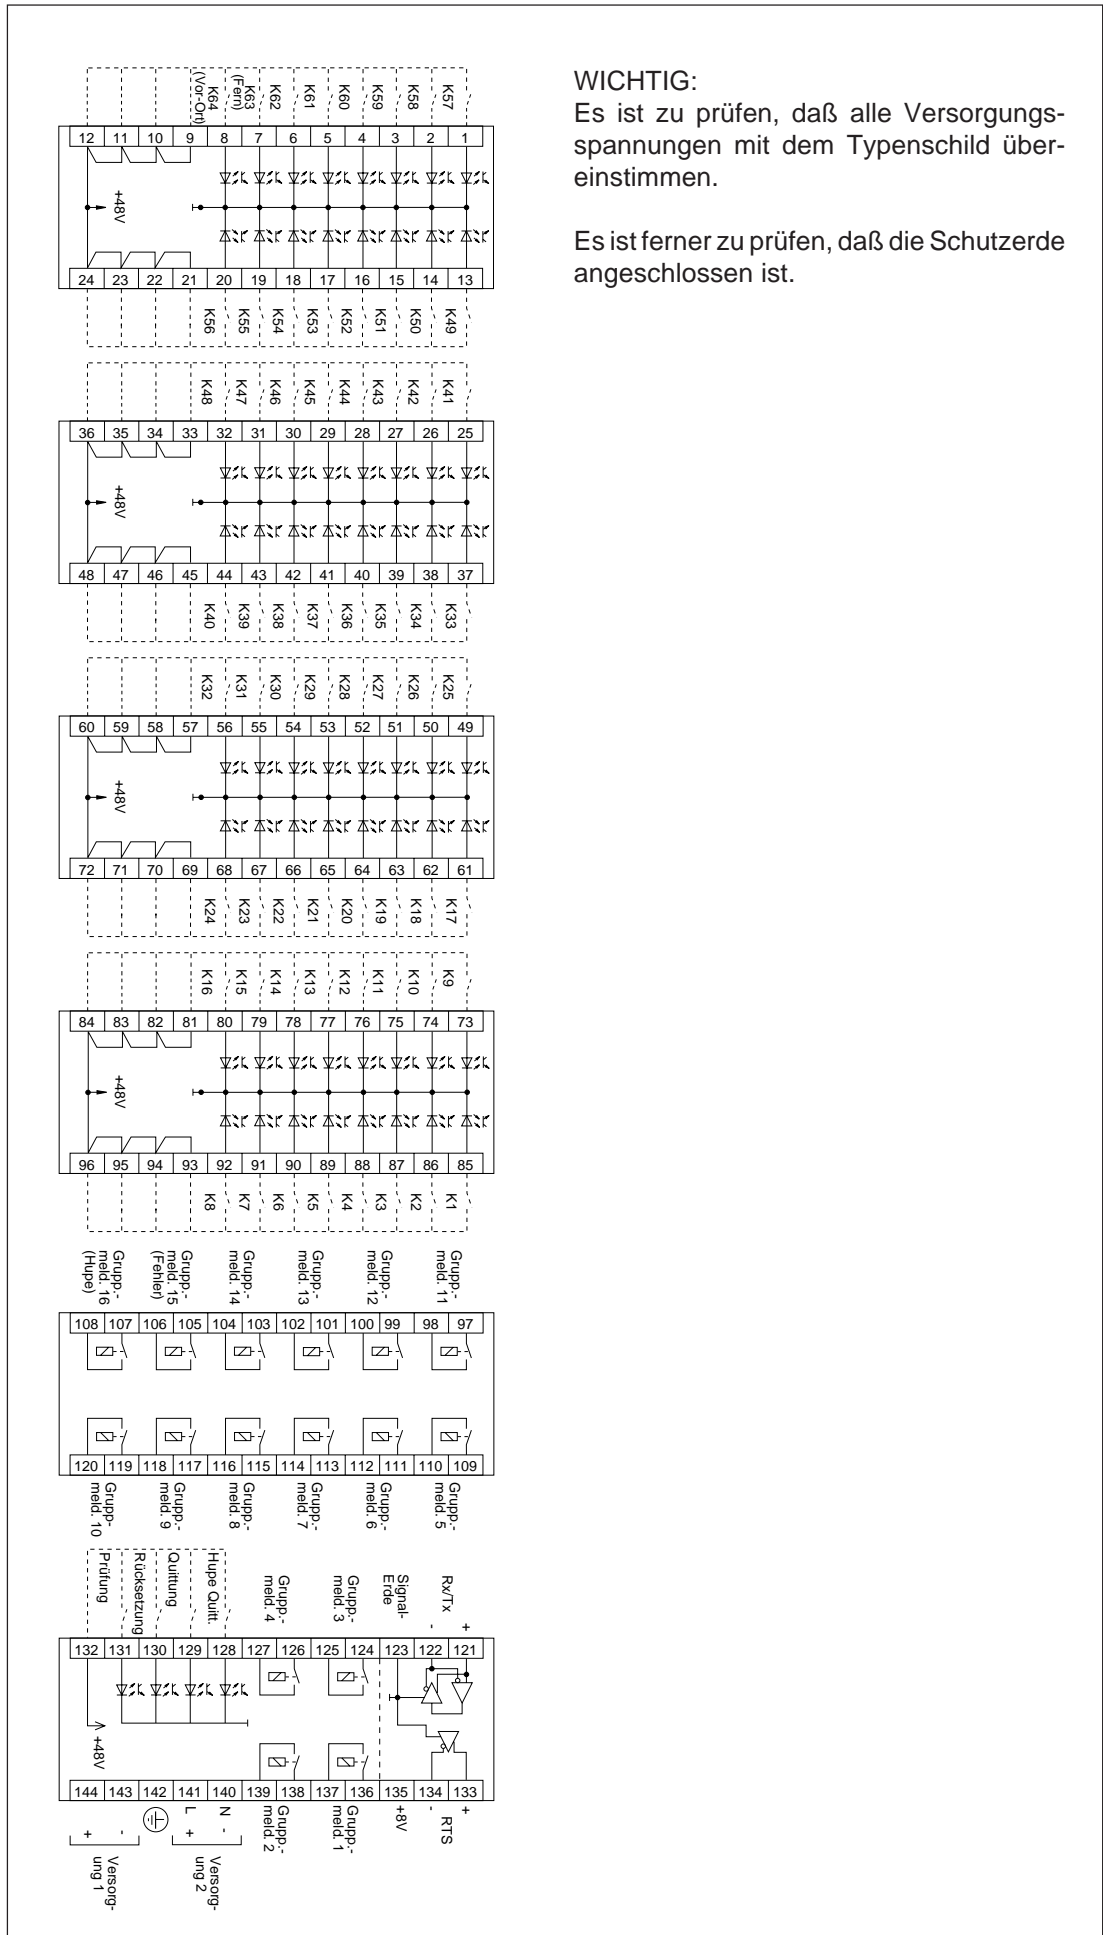 WICHTIG:
Es ist zu prüfen, daß alle Versorgungs-
spannungen mit dem Typenschild über-
einstimmen.
Es ist ferner zu prüfen, daß die Schutzerde
angeschlossen ist.
K64 (Vor-Ort) K63 (Fern) K62 K61 K60 K59 K58 K57
12 11 10 9 8 7 6 5 4 3 2 1
+48V
24 23 22 21 20 19 18 17 16 15 14 13
K56 K55 K54 K53 K52 K51 K50 K49
K48 K47 K46 K45 K44 K43 K42 K41
36 35 34 33 32 31 30 29 28 27 26 25
+48V
48 47 46 45 44 43 42 41 40 39 38 37
K40 K39 K38 K37 K36 K35 K34 K33
K32 K31 K30 K29 K28 K27 K26 K25
60 59 58 57 56 55 54 53 52 51 50 49
+48V
72 71 70 69 68 67 66 65 64 63 62 61
K24 K23 K22 K21 K20 K19 K18 K17
K16 K15 K14 K13 K12 K11 K10 K9
84 83 82 81 80 79 78 77 76 75 74 73
+48V
96 95 94 93 92 91 90 89 88 87 86 85
K8 K7 K6 K5 K4 K3 K2 K1
Grupp.-
meld. 16
(Hupe)
Grupp.-
meld. 15
(Fehler)
Grupp.-
meld. 14
Grupp.-
meld. 13
Grupp.-
meld. 12
Grupp.-
meld. 11
108 107 106 105 104 103 102 101 100 99 98 97
120 119 118 117 116 115 114 113 112 111 110 109
Grupp-
meld. 10
Grupp.-
meld. 9
Grupp.-
meld. 8
Grupp.-
meld. 7
Grupp.-
meld. 6
Grupp.-
meld. 5
Prüfung
Rücksetzung
Quittung
Hupe Quitt.
Grupp.-
meld. 4
Grupp.-
meld. 3
Signal-
Erde
Rx/Tx
- +
132 131 130 129 128 127 126 125 124 123 122 121
+48V
144 143 142 141 140 139 138 137 136 135 134 133
L N
+ - + -
Grupp.-
meld. 2
Grupp.-
meld. 1
+8V
- +
RTS
Versorg-
ung 1
Versorg-
ung 2